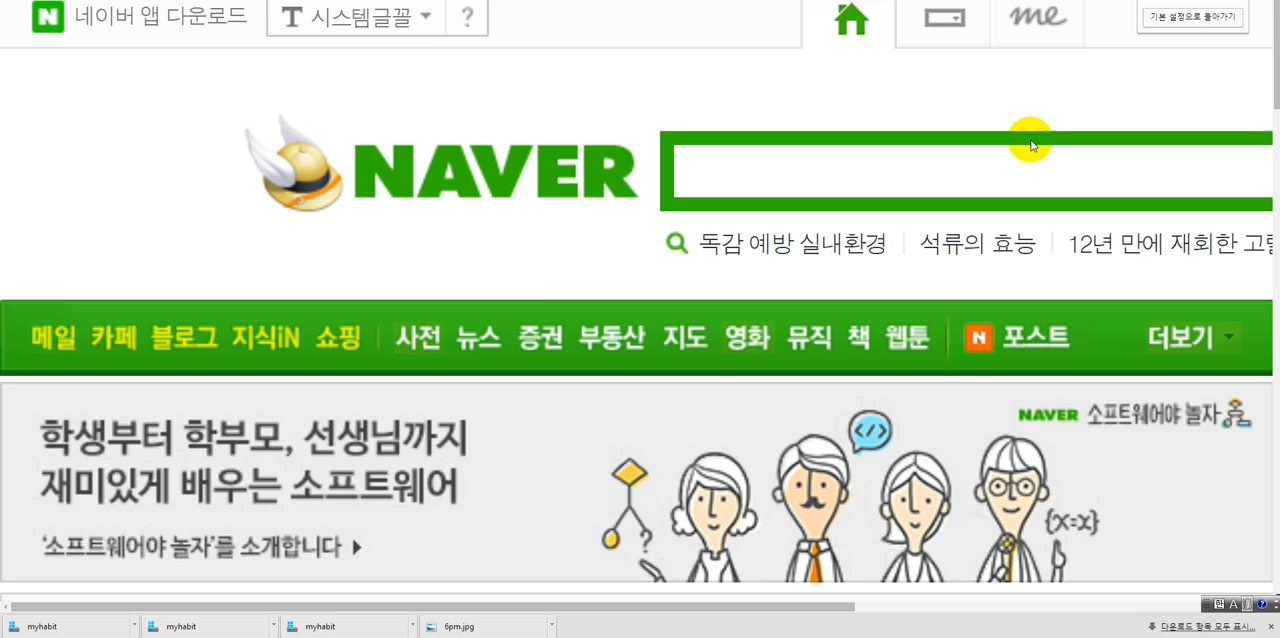 N 네이버 앱 다운로드 T 시스템글꼴 ? me 기본 설정으로 돌아가기
NAVER
독감 예방 실내환경 석류의 효능 12년 만에 재회한
메일 카페 블로그 지식iN 쇼핑 사전 뉴스 증권 부동산 지도 영화 뮤직 책 웹툰 N 포스트 더보기
NAVER 소프트웨어야 놀자
학생부터 학부모, 선생님까지
재미있게 배우는 소프트웨어
'소프트웨어야 놀자'를 소개합니다
</>
?
{x=x}
한 A 漢 ?
myhabit myhabit myhabit 6pm.jpg 다운로드 항목 모두 표시...